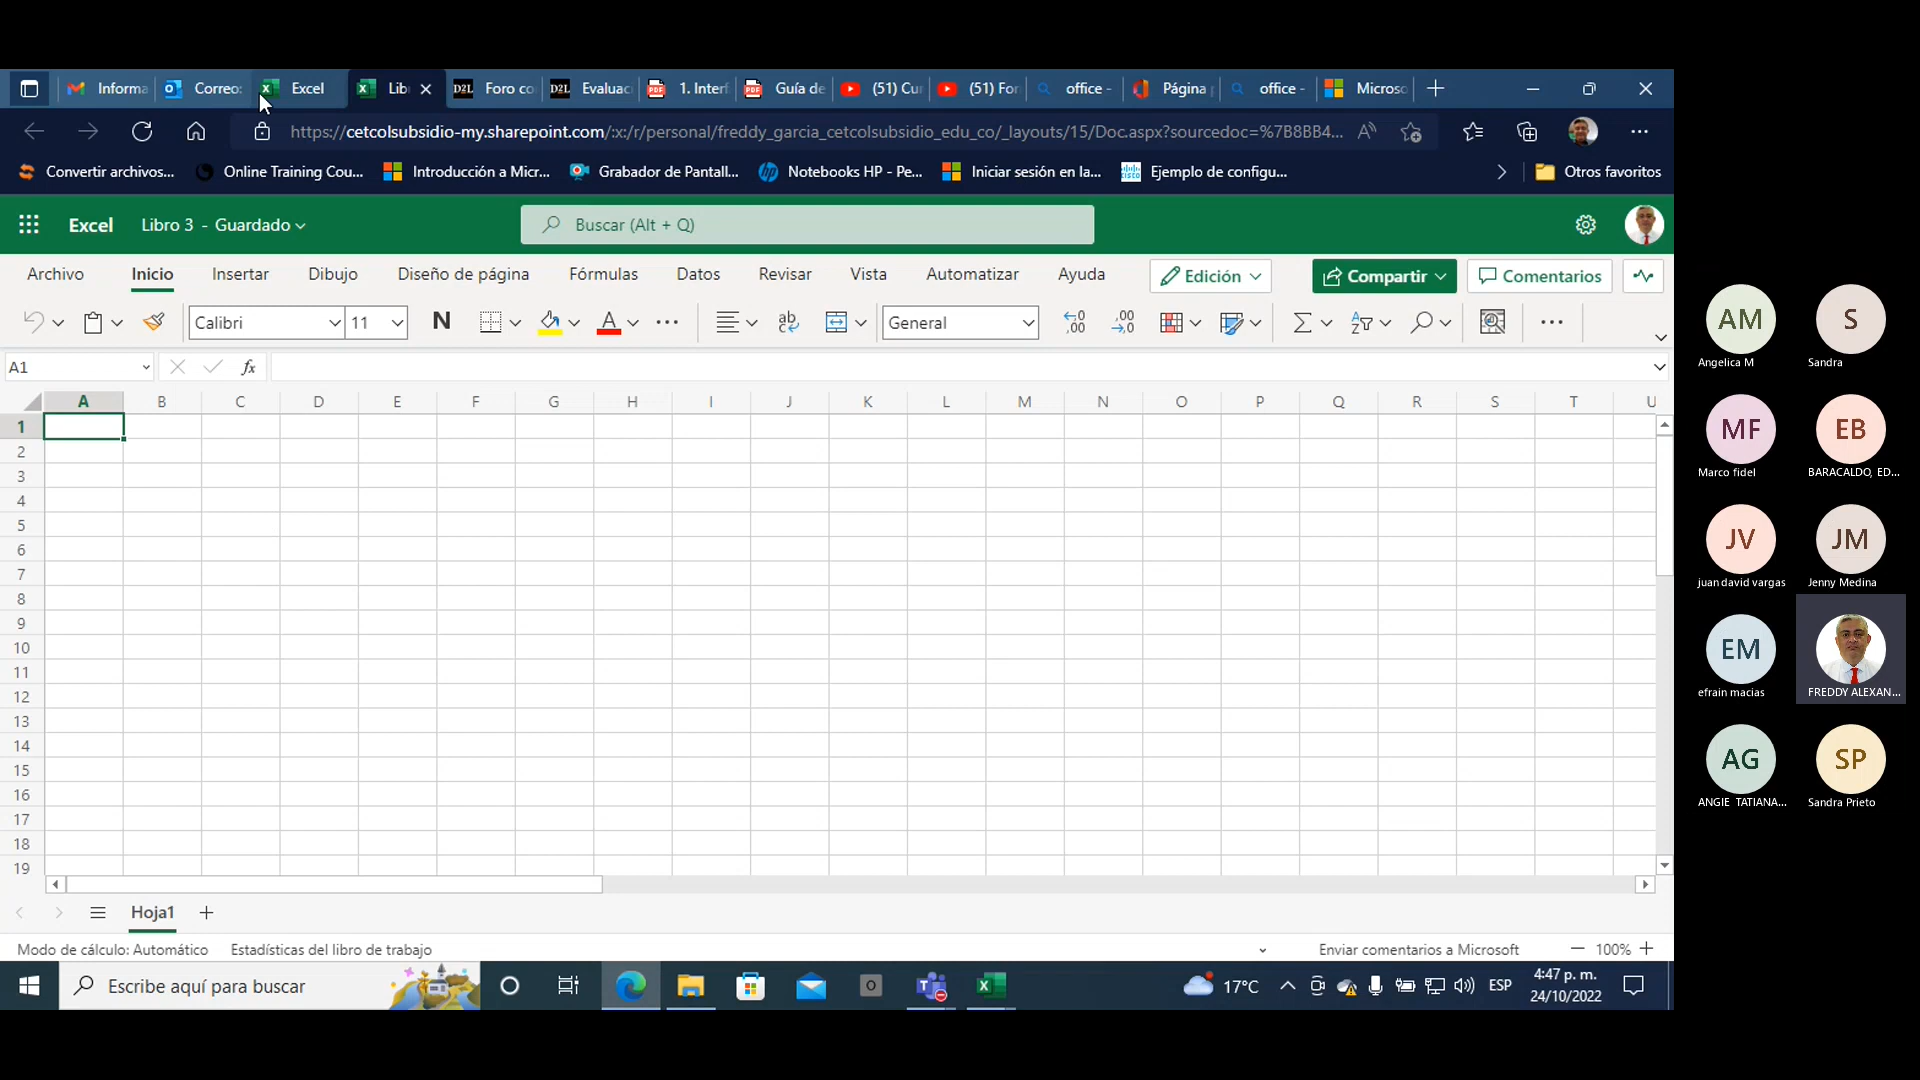 Informa
Correo:
Excel
Lib
D2L Foro co
D2L Evaluac
PDF 1. Interf
PDF Guía de
(51) Cu
(51) For
office -
Página
office -
Microso
https://cetcolsubsidio-my.sharepoint.com/:x:/r/personal/freddy_garcia_cetcolsubsidio_edu_co/_layouts/15/Doc.aspx?sourcedoc=%7B8BB4...
Convertir archivos...
Online Training Cou...
Introducción a Micr...
Grabador de Pantall...
Notebooks HP - Pe...
Iniciar sesión en la...
Ejemplo de configu...
Otros favoritos
Excel
Libro 3 - Guardado
Buscar (Alt + Q)
Archivo
Inicio
Insertar
Dibujo
Diseño de página
Fórmulas
Datos
Revisar
Vista
Automatizar
Ayuda
Edición
Compartir
Comentarios
Calibri
11
N
A
ab
General
A1
fx
A B C D E F G H I J K L M N O P Q R S T U
1
2
3
4
5
6
7
8
9
10
11
12
13
14
15
16
17
18
19
Hoja1
Modo de cálculo: Automático
Estadísticas del libro de trabajo
Enviar comentarios a Microsoft
100%
Escribe aquí para buscar
17°C
ESP
4:47 p. m.
24/10/2022
AM
Angelica M
S
Sandra
MF
Marco fidel
EB
BARACALDO, ED...
JV
juan david vargas
JM
Jenny Medina
EM
efrain macias
FREDDY ALEXAN...
AG
ANGIE TATIANA...
SP
Sandra Prieto